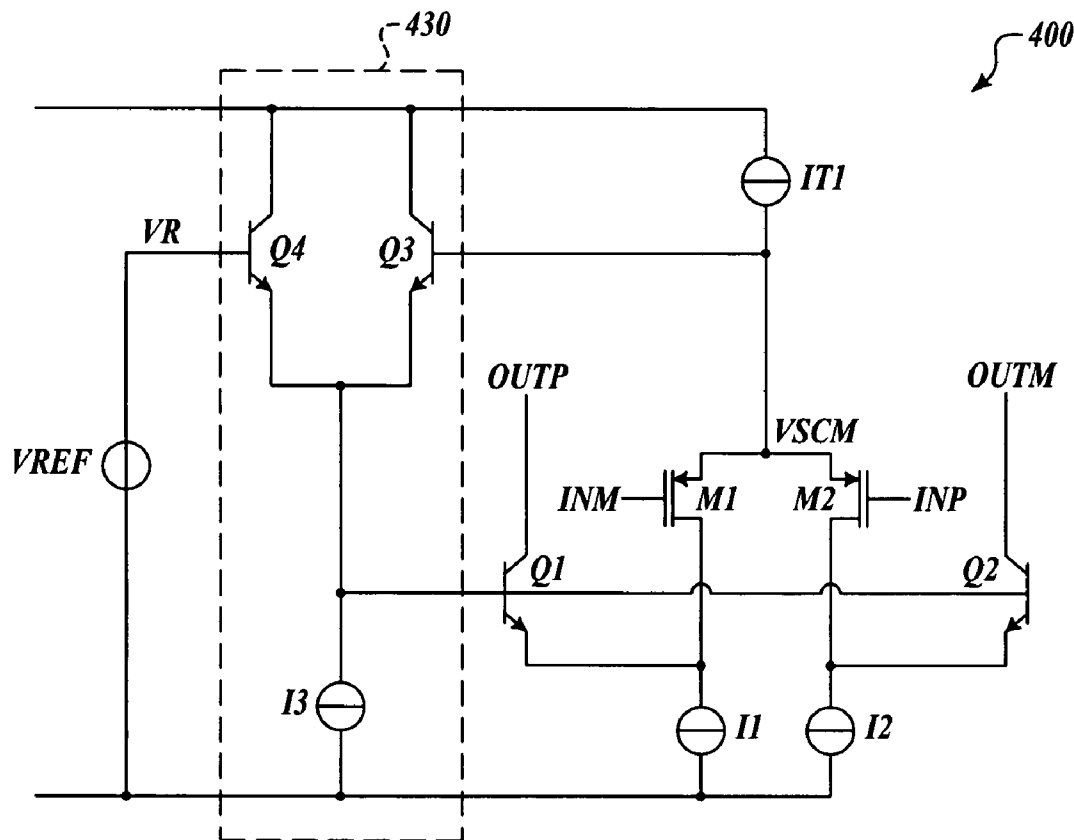 430
400
IT1
VR
Q4
Q3
OUTP
OUTM
VSCM
VREF
INM
M1
M2
INP
Q1
Q2
I3
I1
I2